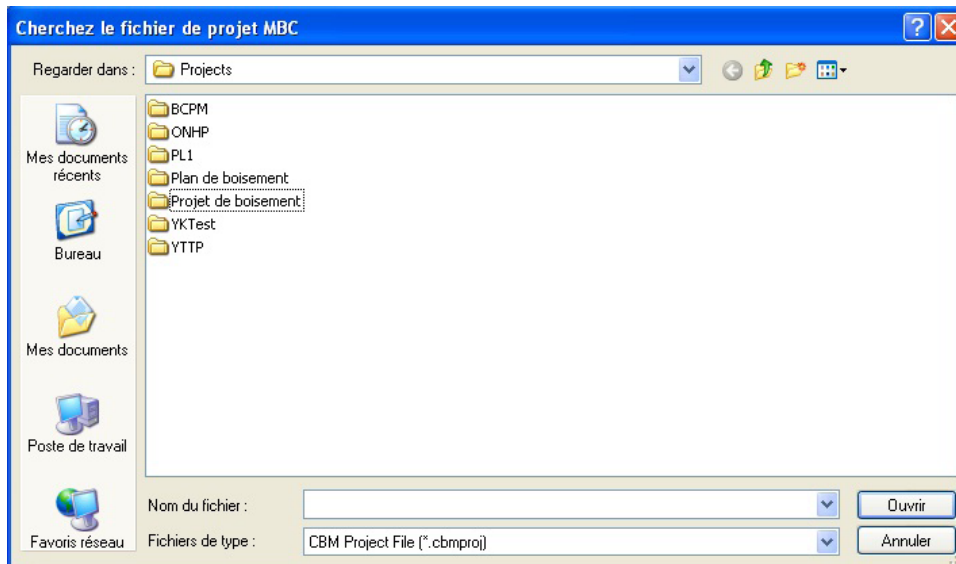 Cherchez le fichier de projet MBC
Regarder dans :
Projects
Mes documents
récents
Bureau
Mes documents
Poste de travail
Favoris réseau
BCPM
ONHP
PL1
Plan de boisement
Projet de boisement
YKTest
YTTP
Nom du fichier :
Ouvrir
Fichiers de type :
CBM Project File (*.cbmproj)
Annuler